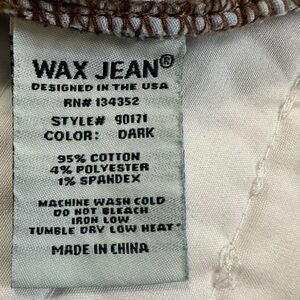 WAX JEAN®
DESIGNED IN THE USA
RN# 134352
STYLE# 90171
COLOR: DARK
95% COTTON
4% POLYESTER
1% SPANDEX
MACHINE WASH COLD
DO NOT BLEACH
IRON LOW
TUMBLE DRY LOW HEAT
MADE IN CHINA